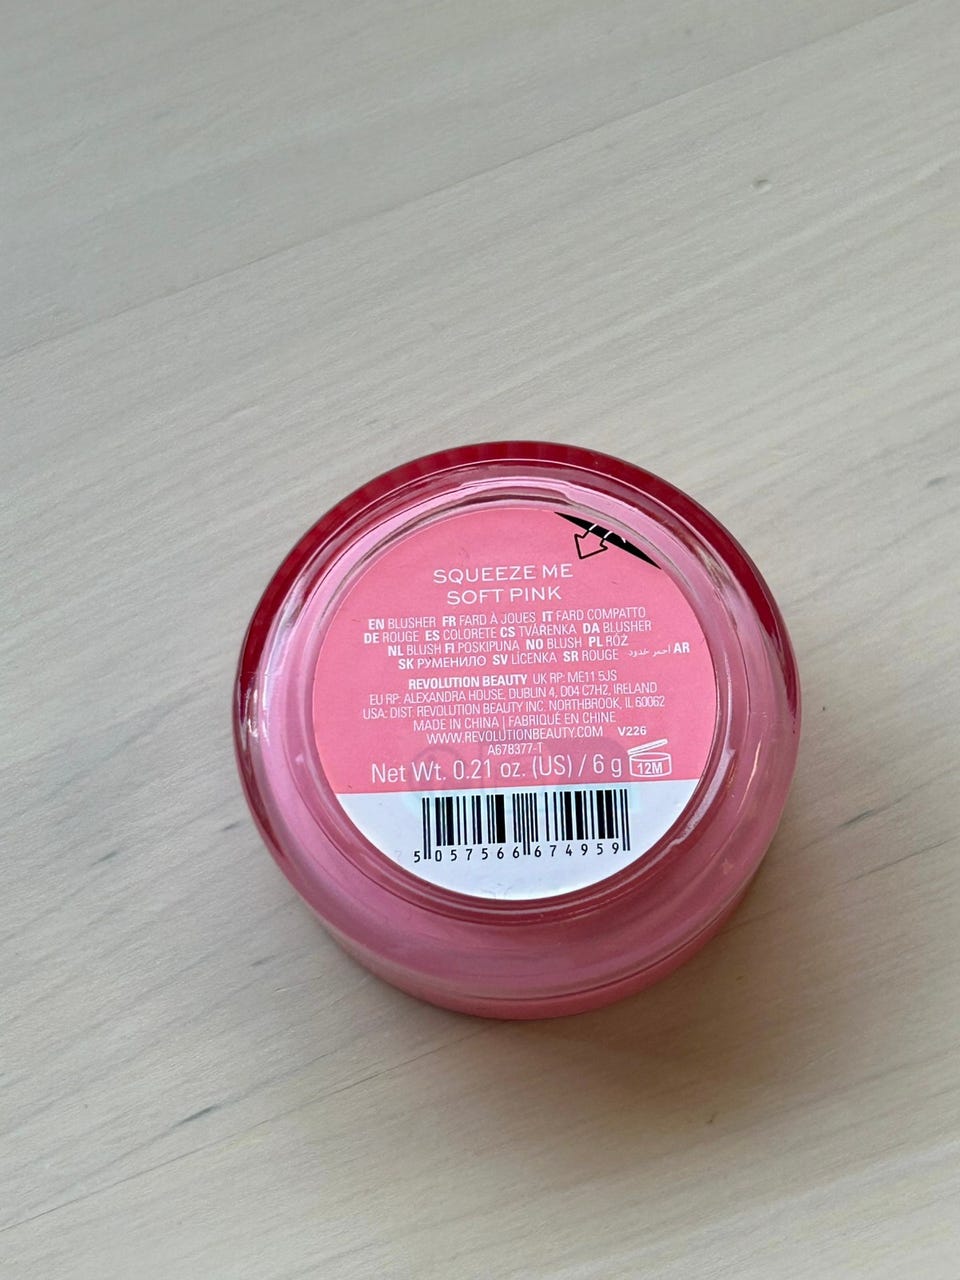 SQUEEZE ME
SOFT PINK
EN BLUSHER FR FARD À JOUES IT FARD COMPATTO
DE ROUGE ES COLORETE CS TVÁŘENKA DA BLUSHER
NL BLUSH FI POSKIPUNA NO BLUSH PL RÓŻ
SK РУМЕНИЛО SV LÍCENKA SR ROUGE أحمر خدود AR
REVOLUTION BEAUTY UK RP: ME11 5JS
EU RP: ALEXANDRA HOUSE, DUBLIN 4, D04 C7H2, IRELAND
USA: DIST. REVOLUTION BEAUTY INC. NORTHBROOK, IL 60062
MADE IN CHINA | FABRIQUÉ EN CHINE
WWW.REVOLUTIONBEAUTY.COM V226
A678377-T
Net Wt. 0.21 oz. (US) / 6 g 12M
5 057566 674959